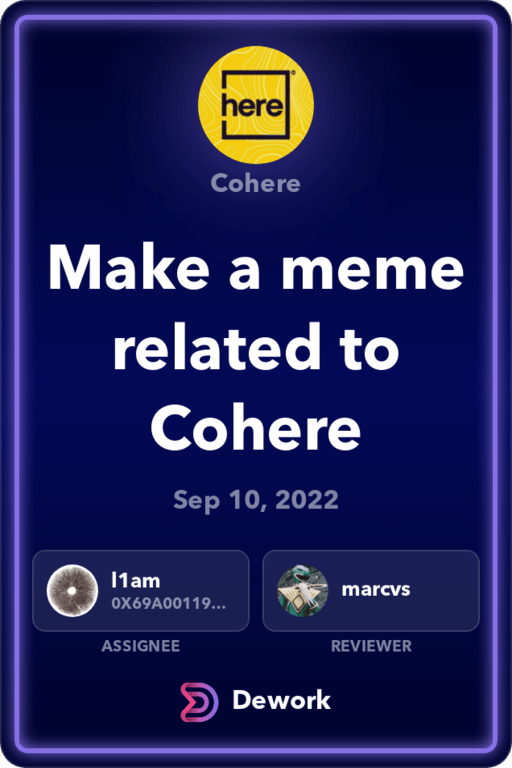 here®
Cohere
Make a meme
related to
Cohere
Sep 10, 2022
l1am
0X69A00119...
marcvs
ASSIGNEE
REVIEWER
Dework